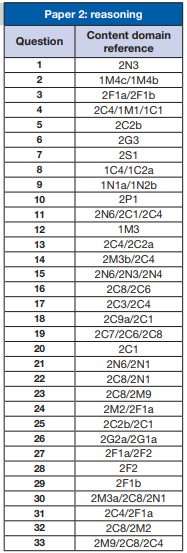 Paper 2: reasoning
Question Content domain reference
1 2N3
2 1M4c/1M4b
3 2F1a/2F1b
4 2C4/1M1/1C1
5 2C2b
6 2G3
7 2S1
8 1C4/1C2a
9 1N1a/1N2b
10 2P1
11 2N6/2C1/2C4
12 1M3
13 2C4/2C2a
14 2M3b/2C4
15 2N6/2N3/2N4
16 2C8/2C6
17 2C3/2C4
18 2C9a/2C1
19 2C7/2C6/2C8
20 2C1
21 2N6/2N1
22 2C8/2N1
23 2C8/2M9
24 2M2/2F1a
25 2C2b/2C1
26 2G2a/2G1a
27 2F1a/2F2
28 2F2
29 2F1b
30 2M3a/2C8/2N1
31 2C4/2F1a
32 2C8/2M2
33 2M9/2C8/2C4